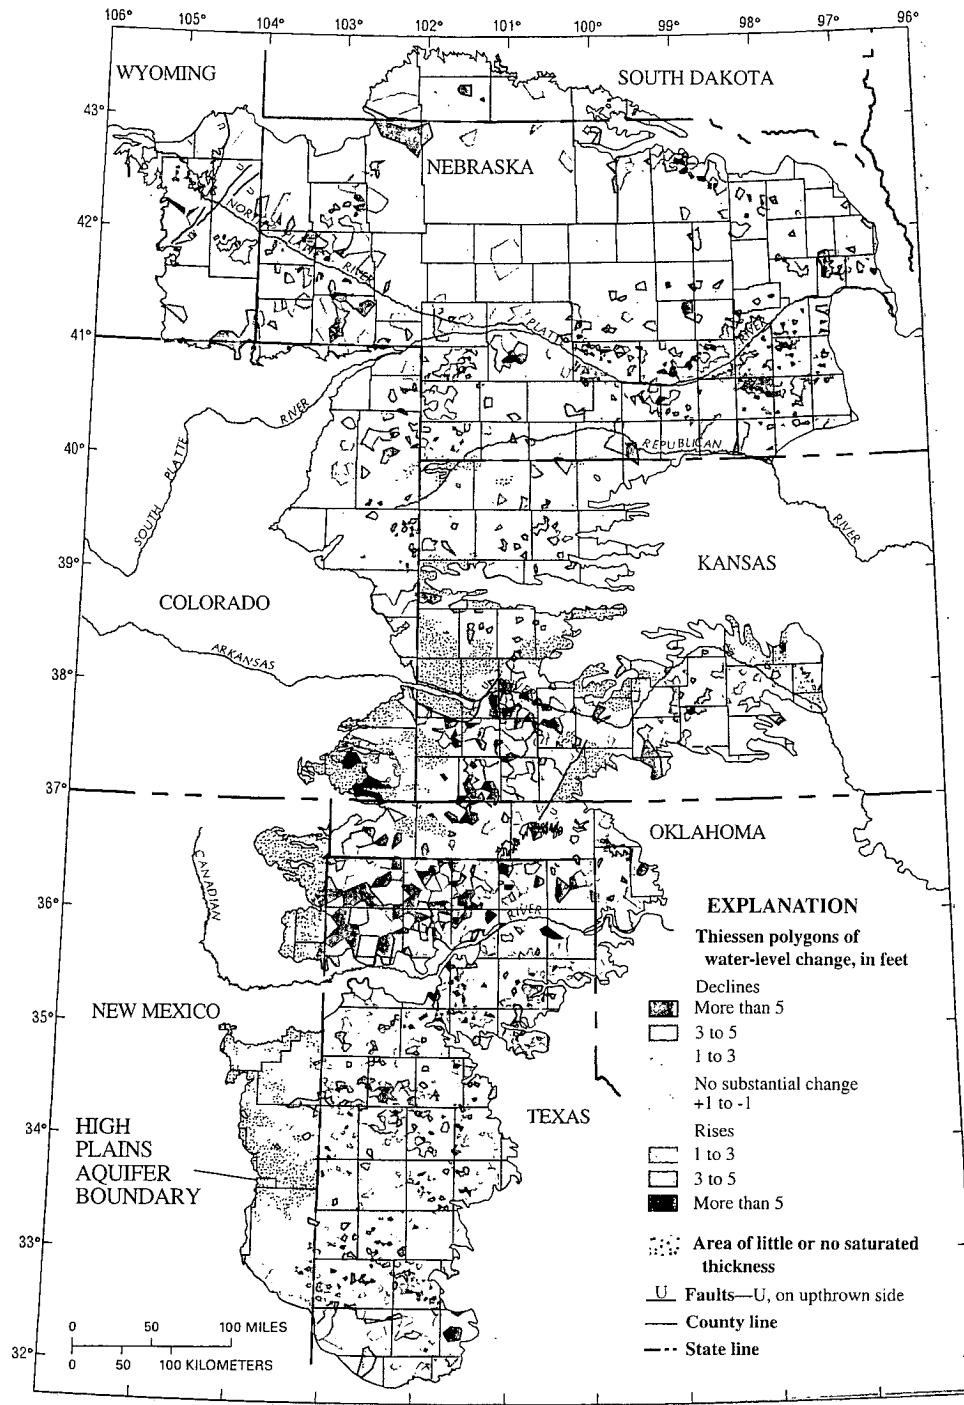 106°
105°
103°
102°
101°
100°
99°
98°
97°
96°
WYOMING
SOUTH DAKOTA
43°
NEBRASKA
U
U
U
42°
NORTH PLATTE RIVER
41°
PLATTE
RIVER
SOUTH PLATTE RIVER
40°
REPUBLICAN
RIVER
39°
KANSAS
COLORADO
ARKANSAS
38°
37°
OKLAHOMA
CANADIAN
RIVER
36°
NEW MEXICO
35°
TEXAS
34°
HIGH
PLAINS
AQUIFER
BOUNDARY
33°
32°
0 50 100 MILES
0 50 100 KILOMETERS
EXPLANATION
Thiessen polygons of
water-level change, in feet
Declines
More than 5
3 to 5
1 to 3
No substantial change
+1 to -1
Rises
1 to 3
3 to 5
More than 5
Area of little or no saturated
thickness
U Faults—U, on upthrown side
County line
State line